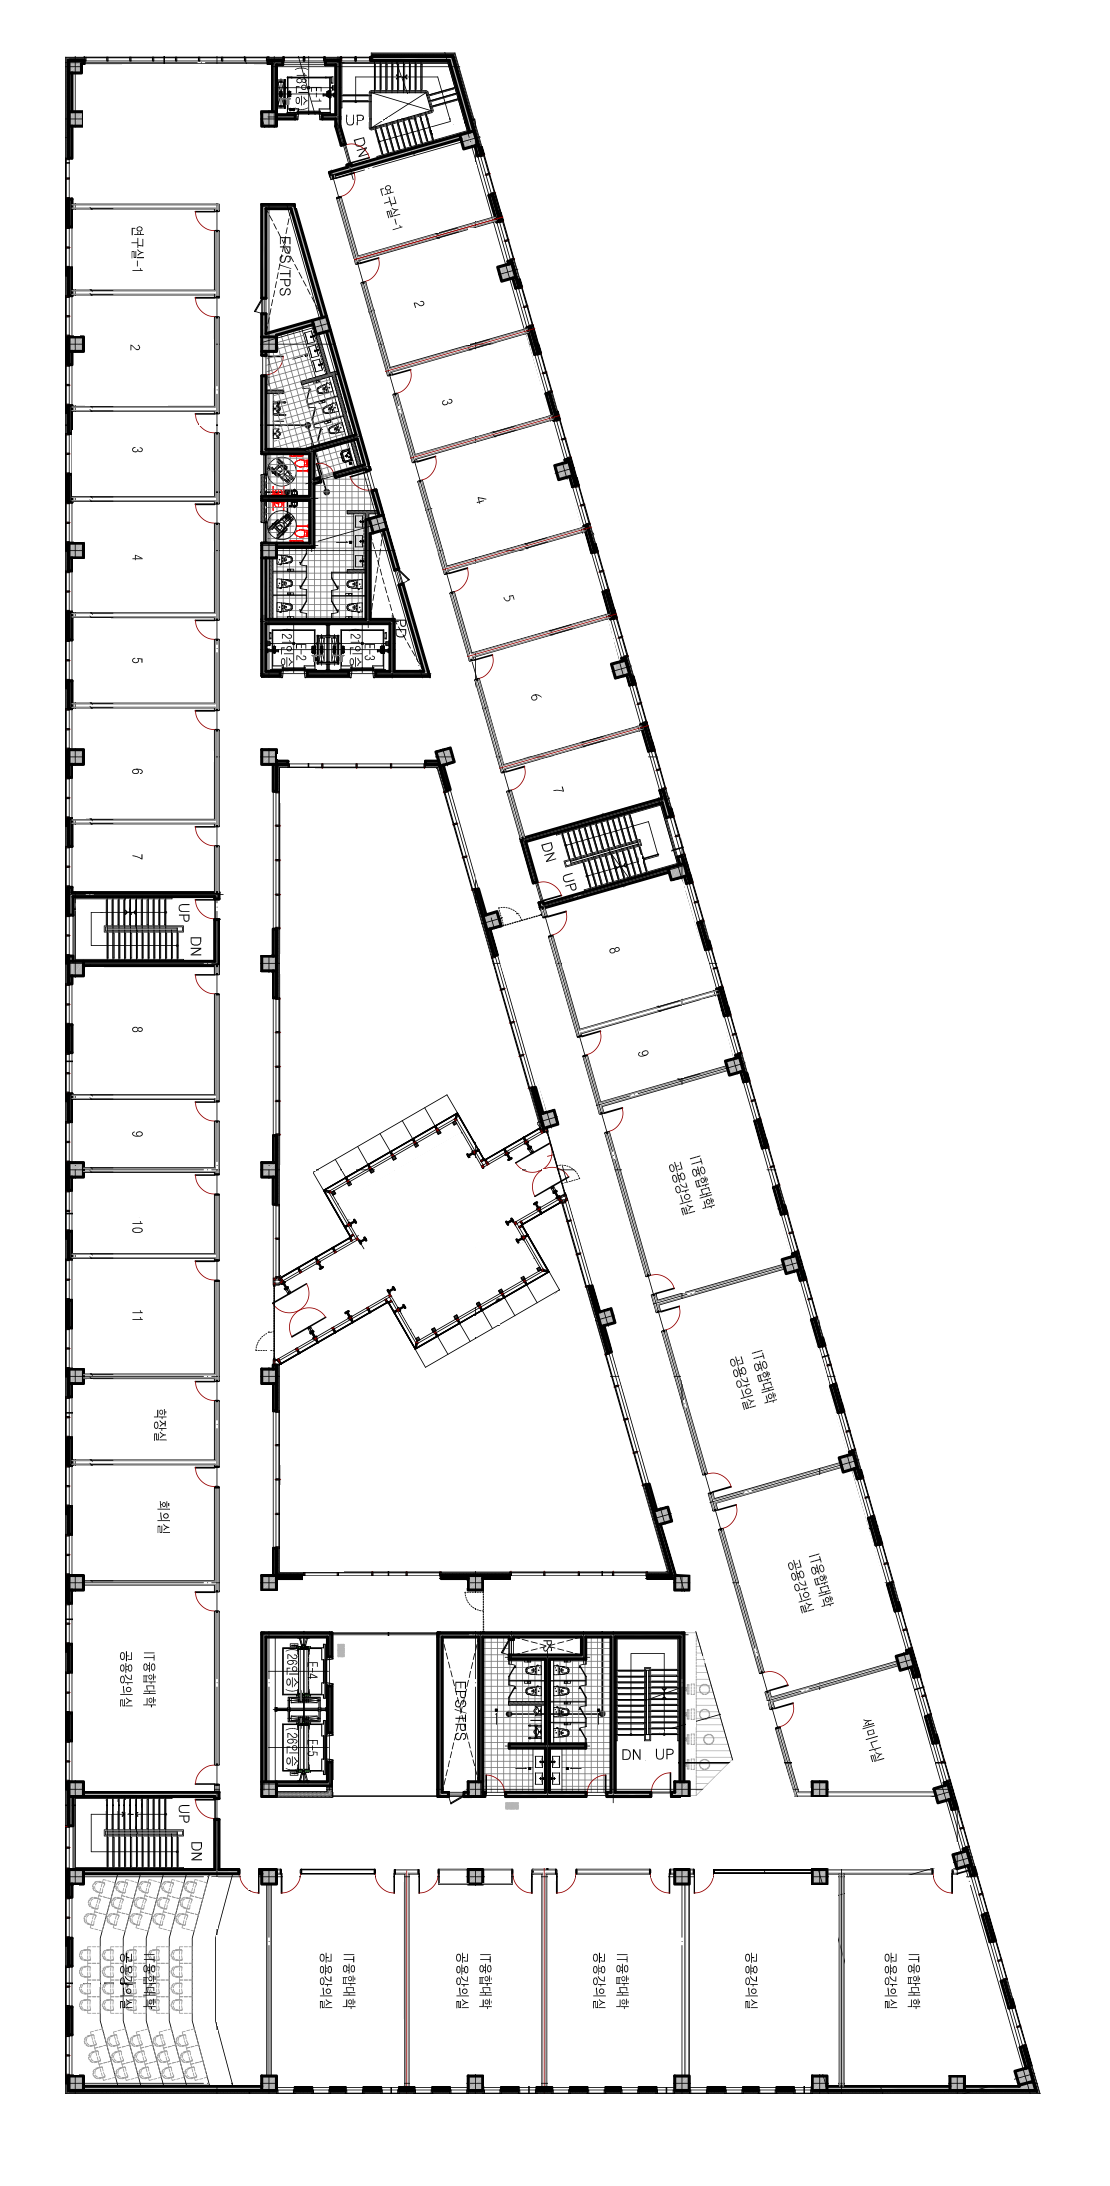 E-1
(13인승)
UP
DN
연구실-1
2
3
4
5
6
7
DN
UP
8
9
IT융합대학
공용강의실
IT융합대학
공용강의실
IT융합대학
공용강의실
세미나실
EPS/TPS
PD
E-2
21인승
E-3
21인승
연구실-1
2
3
4
5
6
7
UP
DN
8
9
10
11
학장실
회의실
IT융합대학
공용강의실
UP
DN
E-4
(26인승)
E-5
(26인승)
EPS/TPS
PS
DN UP
IT융합대학
공용강의실
IT융합대학
공용강의실
IT융합대학
공용강의실
IT융합대학
공용강의실
공용강의실
IT융합대학
공용강의실